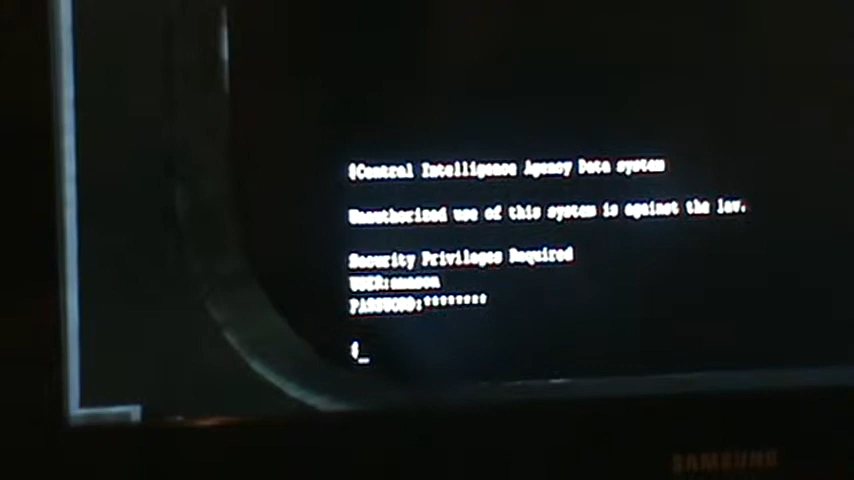 $Central Intelligence Agency Data system
Unauthorized use of this system is against the law.
Security Privileges Required
USER:amason
PASSWORD:********
$_
SAMSUNG